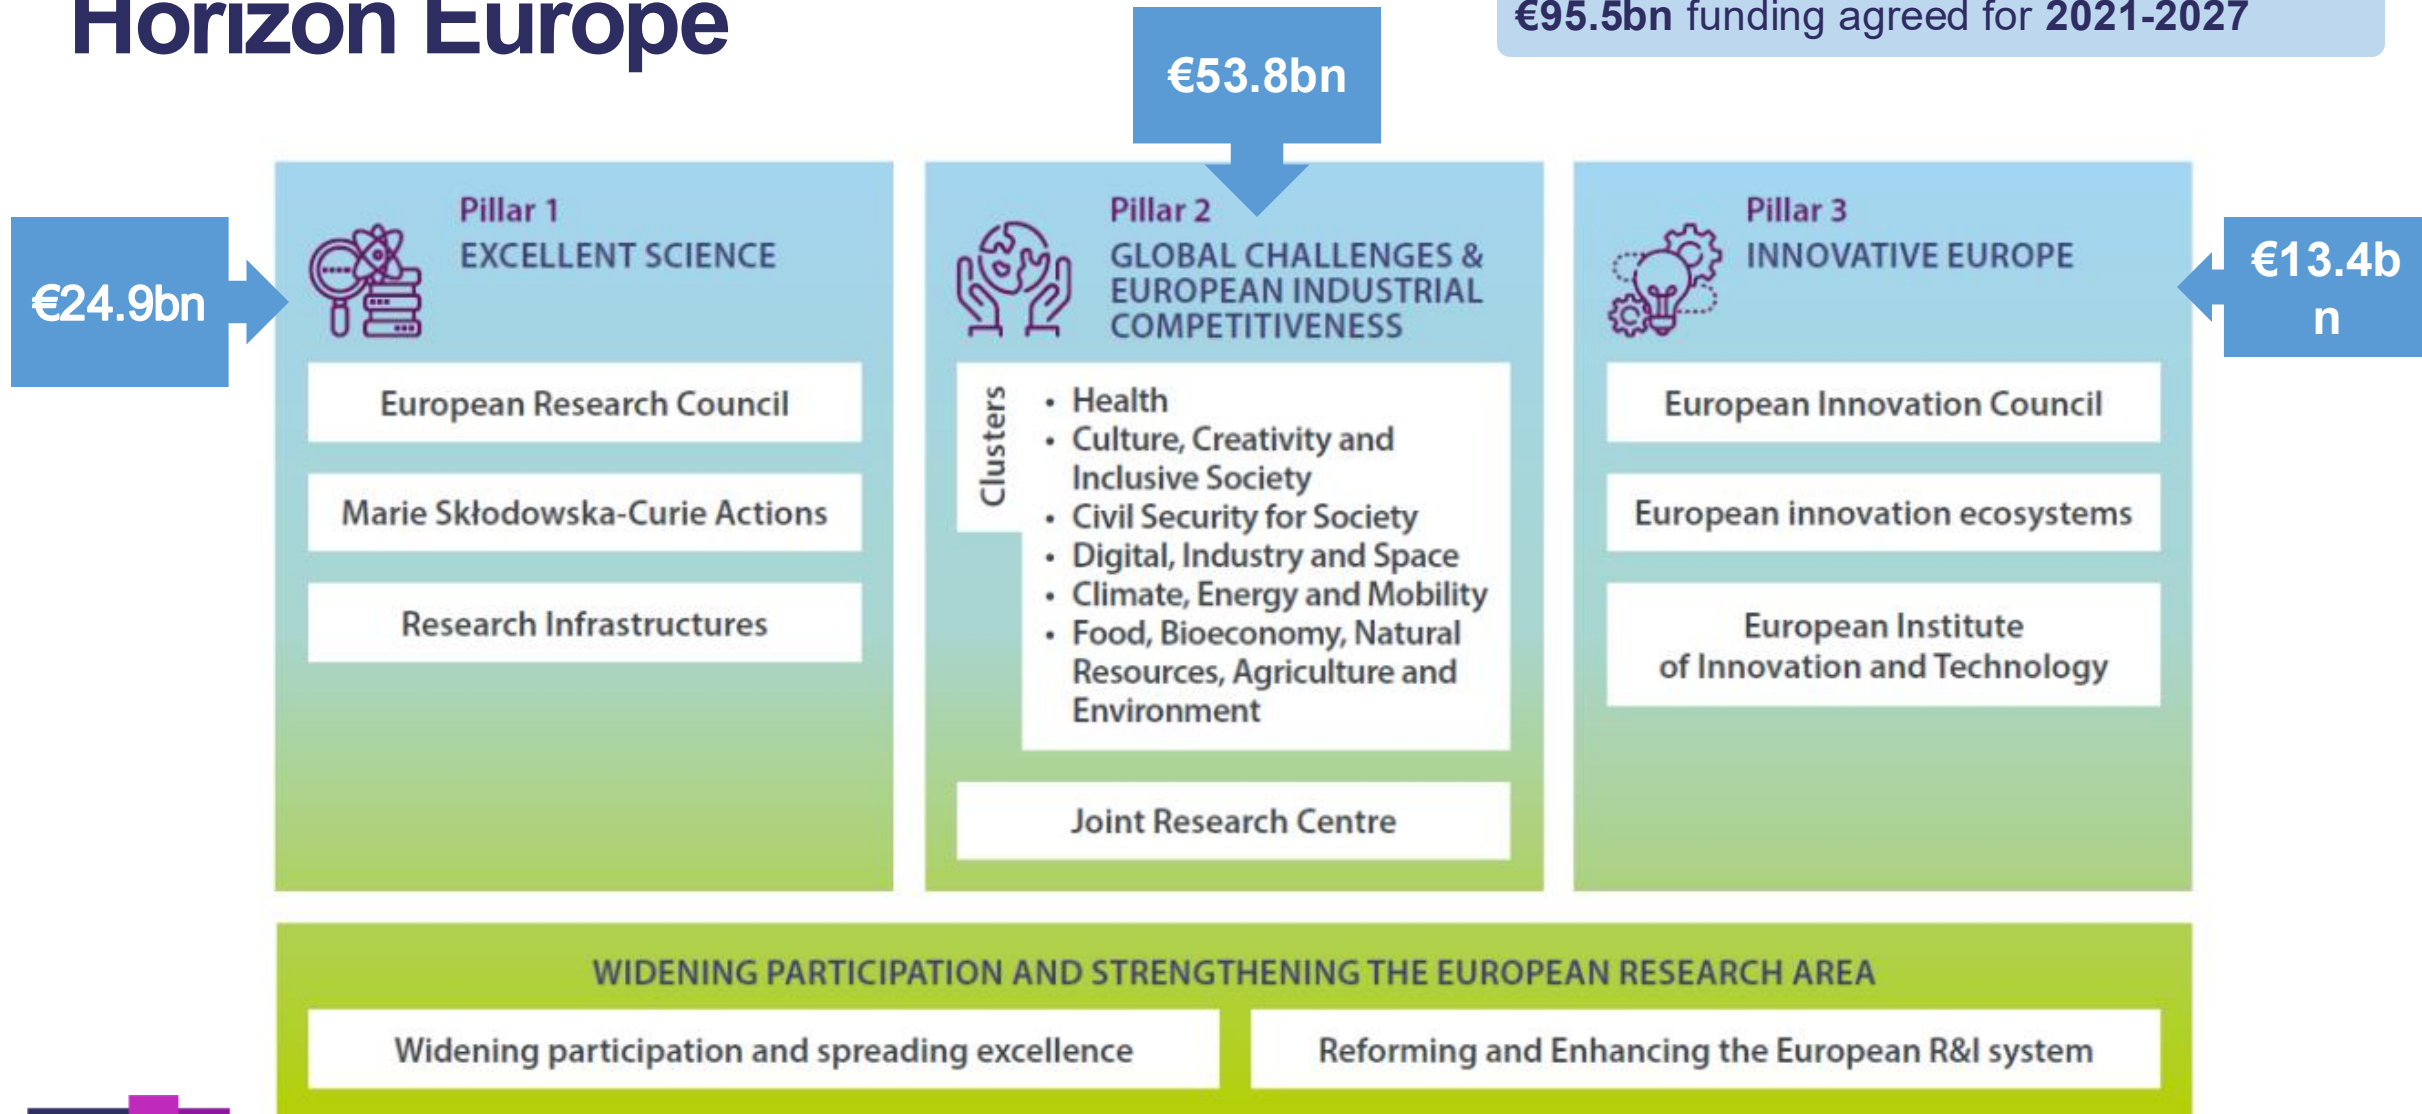 Horizon Europe
€95.5bn funding agreed for 2021-2027
€53.8bn
€24.9bn
Pillar 1
EXCELLENT SCIENCE
European Research Council
Marie Skłodowska-Curie Actions
Research Infrastructures
Pillar 2
GLOBAL CHALLENGES &
EUROPEAN INDUSTRIAL
COMPETITIVENESS
Clusters
• Health
• Culture, Creativity and
Inclusive Society
• Civil Security for Society
• Digital, Industry and Space
• Climate, Energy and Mobility
• Food, Bioeconomy, Natural
Resources, Agriculture and
Environment
Joint Research Centre
Pillar 3
INNOVATIVE EUROPE
€13.4b
n
European Innovation Council
European innovation ecosystems
European Institute
of Innovation and Technology
WIDENING PARTICIPATION AND STRENGTHENING THE EUROPEAN RESEARCH AREA
Widening participation and spreading excellence
Reforming and Enhancing the European R&I system